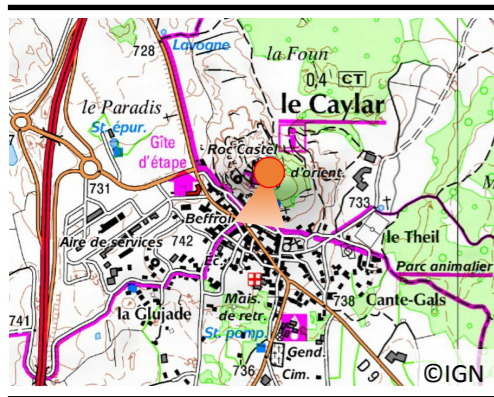 728
Lavogne
la Foun
0,4 CT
le Caylar
le Paradis
St. épur.
Gîte
d'étape
Roc Castel
d'orient.
731
733
Beffroi
Aire de services
742
le Theil
Parc animalier
Mais.
de retr.
738
Cante-Gals
la Glujade
741
St. pomp.
Gend.
Cim.
736
D 9
©IGN